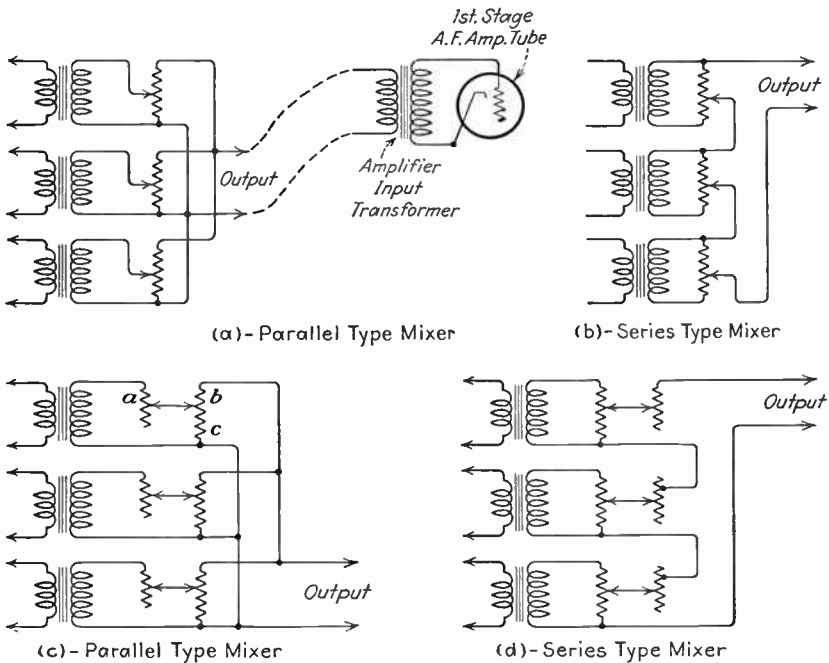 1st. Stage
A.F. Amp. Tube
Output
Amplifier
Input
Transformer
(a)-Parallel Type Mixer
Output
(b)-Series Type Mixer
a
b
c
Output
(c)-Parallel Type Mixer
Output
(d)-Series Type Mixer